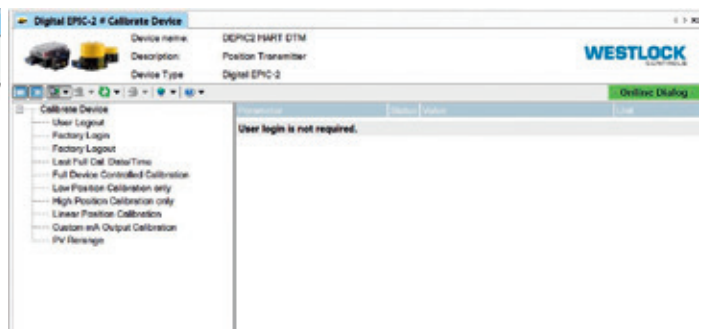 Digital EPIC-2 # Calibrate Device
Device name: DEPIC2 HART DTM
Description: Position Transmitter
Device Type Digital EPIC-2
WESTLOCK
CONTROLS
Online Dialog
Calibrate Device
Parameter Status Value Unit
User Logout
User login is not required.
Factory Login
Factory Logout
Last Full Cal. Date/Time
Full Device Controlled Calibration
Low Position Calibration only
High Position Calibration only
Linear Position Calibration
Custom mA Output Calibration
PV Rerange